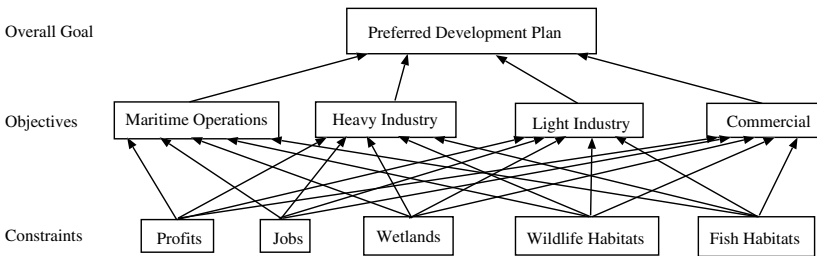 Overall Goal
Preferred Development Plan
Objectives
Maritime Operations
Heavy Industry
Light Industry
Commercial
Constraints
Profits
Jobs
Wetlands
Wildlife Habitats
Fish Habitats